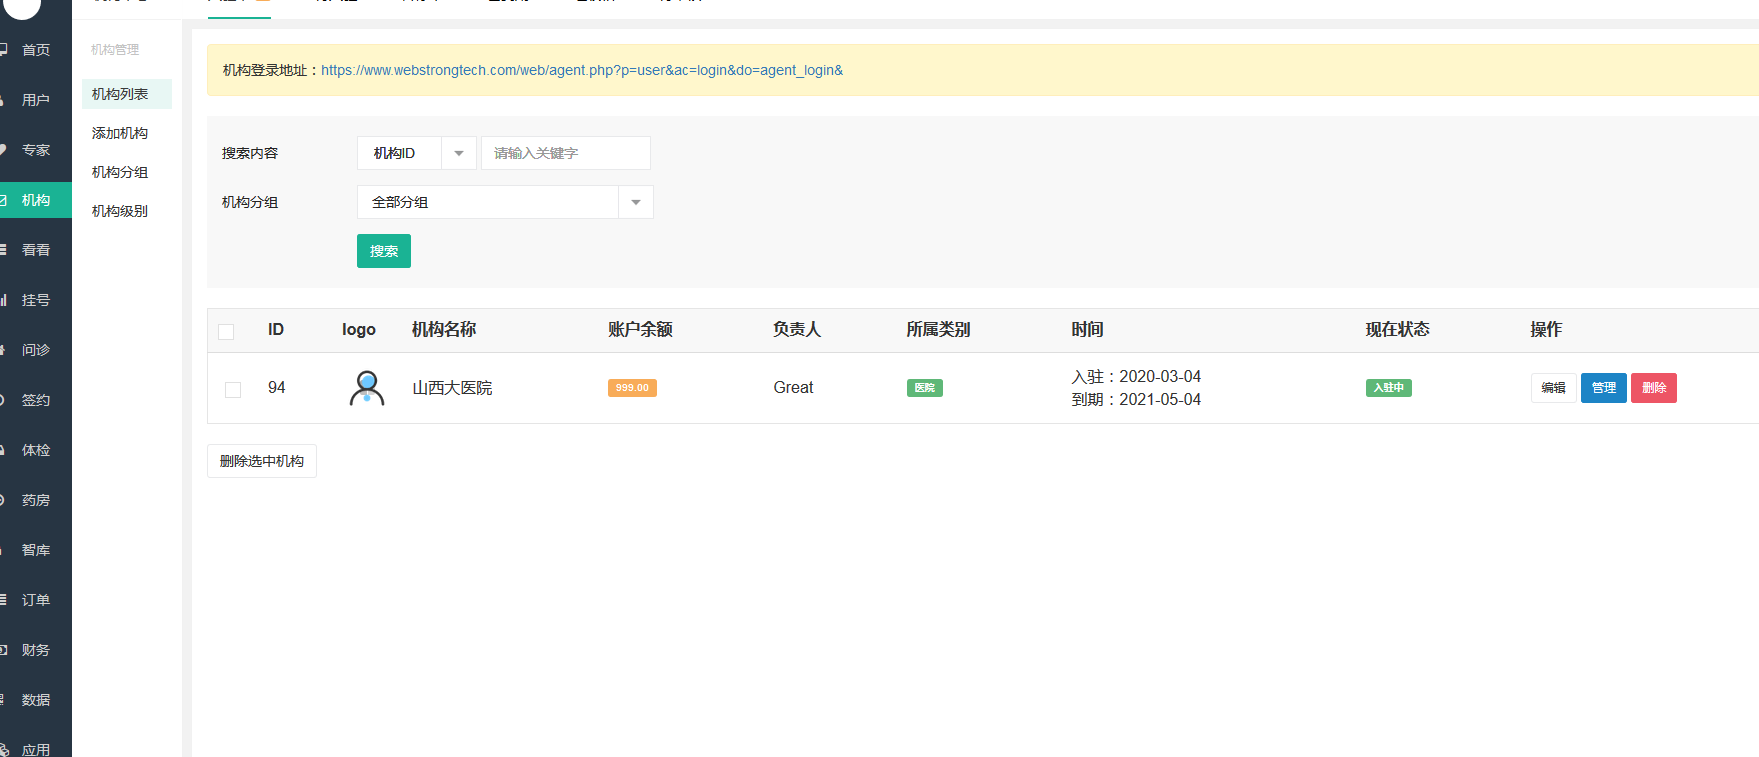 首页
用户
专家
机构
看看
挂号
问诊
签约
体检
药房
智库
订单
财务
数据
应用
机构管理
机构列表
添加机构
机构分组
机构级别
机构登录地址：https://www.webstrongtech.com/web/agent.php?p=user&ac=login&do=agent_login&
搜索内容 机构ID 请输入关键字
机构分组 全部分组
搜索
ID logo 机构名称 账户余额 负责人 所属类别 时间 现在状态 操作
94 山西大医院 999.00 Great 医院 入驻：2020-03-04 入驻中 编辑 管理 删除
到期：2021-05-04
删除选中机构